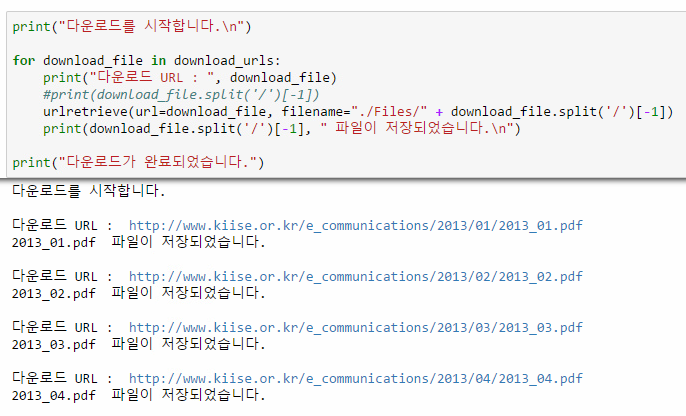 print("다운로드를 시작합니다.\n")
for download_file in download_urls:
print("다운로드 URL : ", download_file)
#print(download_file.split('/')[-1])
urlretrieve(url=download_file, filename="./Files/" + download_file.split('/')[-1])
print(download_file.split('/')[-1], " 파일이 저장되었습니다.\n")
print("다운로드가 완료되었습니다.")
다운로드를 시작합니다.
다운로드 URL :  http://www.kiise.or.kr/e_communications/2013/01/2013_01.pdf
2013_01.pdf  파일이 저장되었습니다.
다운로드 URL :  http://www.kiise.or.kr/e_communications/2013/02/2013_02.pdf
2013_02.pdf  파일이 저장되었습니다.
다운로드 URL :  http://www.kiise.or.kr/e_communications/2013/03/2013_03.pdf
2013_03.pdf  파일이 저장되었습니다.
다운로드 URL :  http://www.kiise.or.kr/e_communications/2013/04/2013_04.pdf
2013_04.pdf  파일이 저장되었습니다.